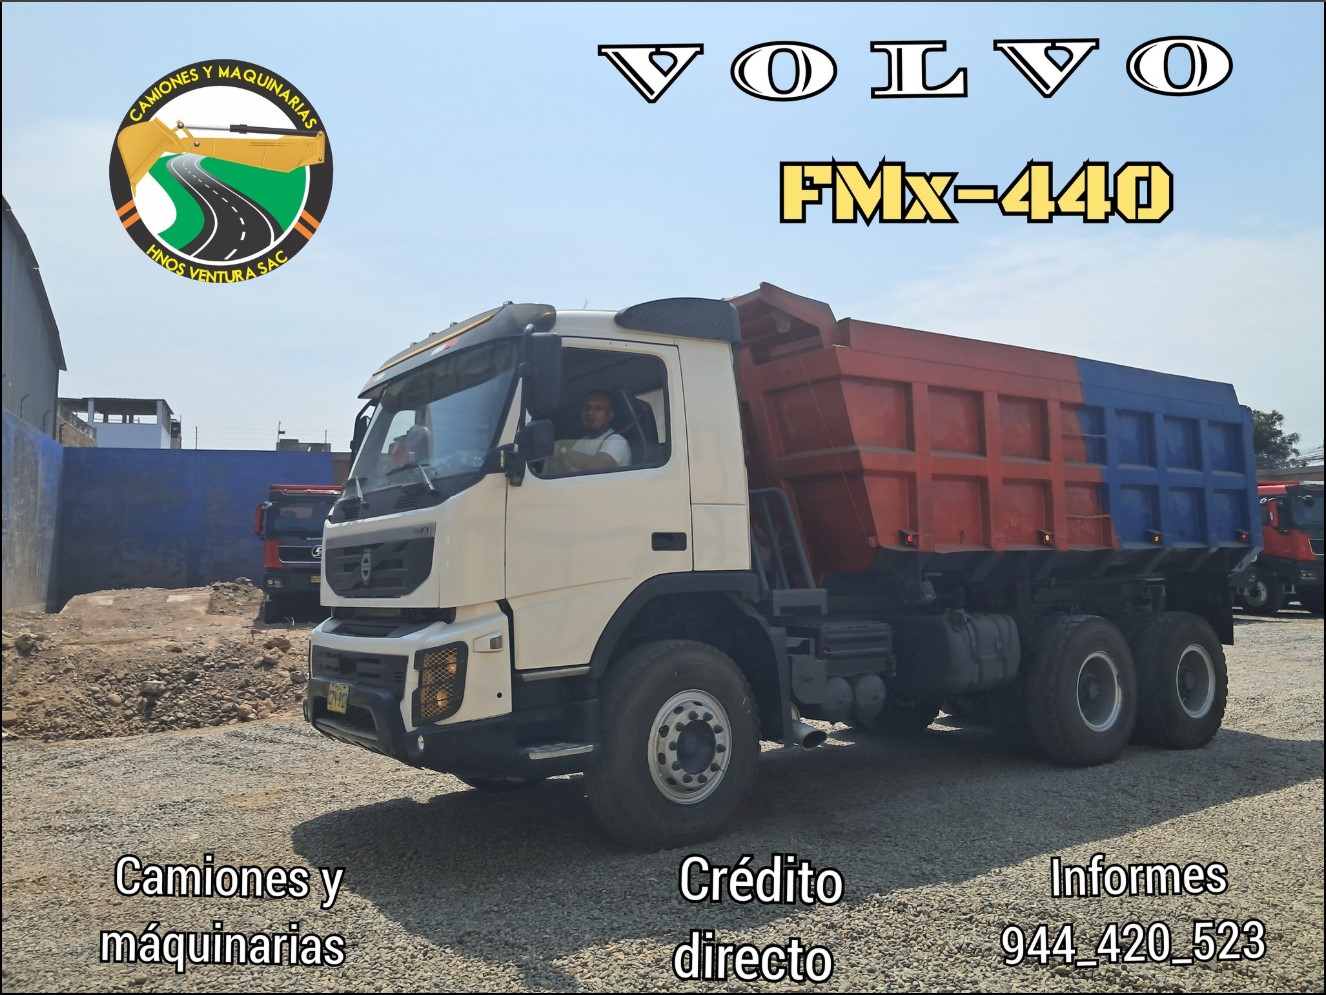 CAMIONES Y MAQUINARIAS
HNOS VENTURA SAC
VOLVO
FMx-440
Camiones y
máquinarias
Crédito
directo
Informes
944_420_523